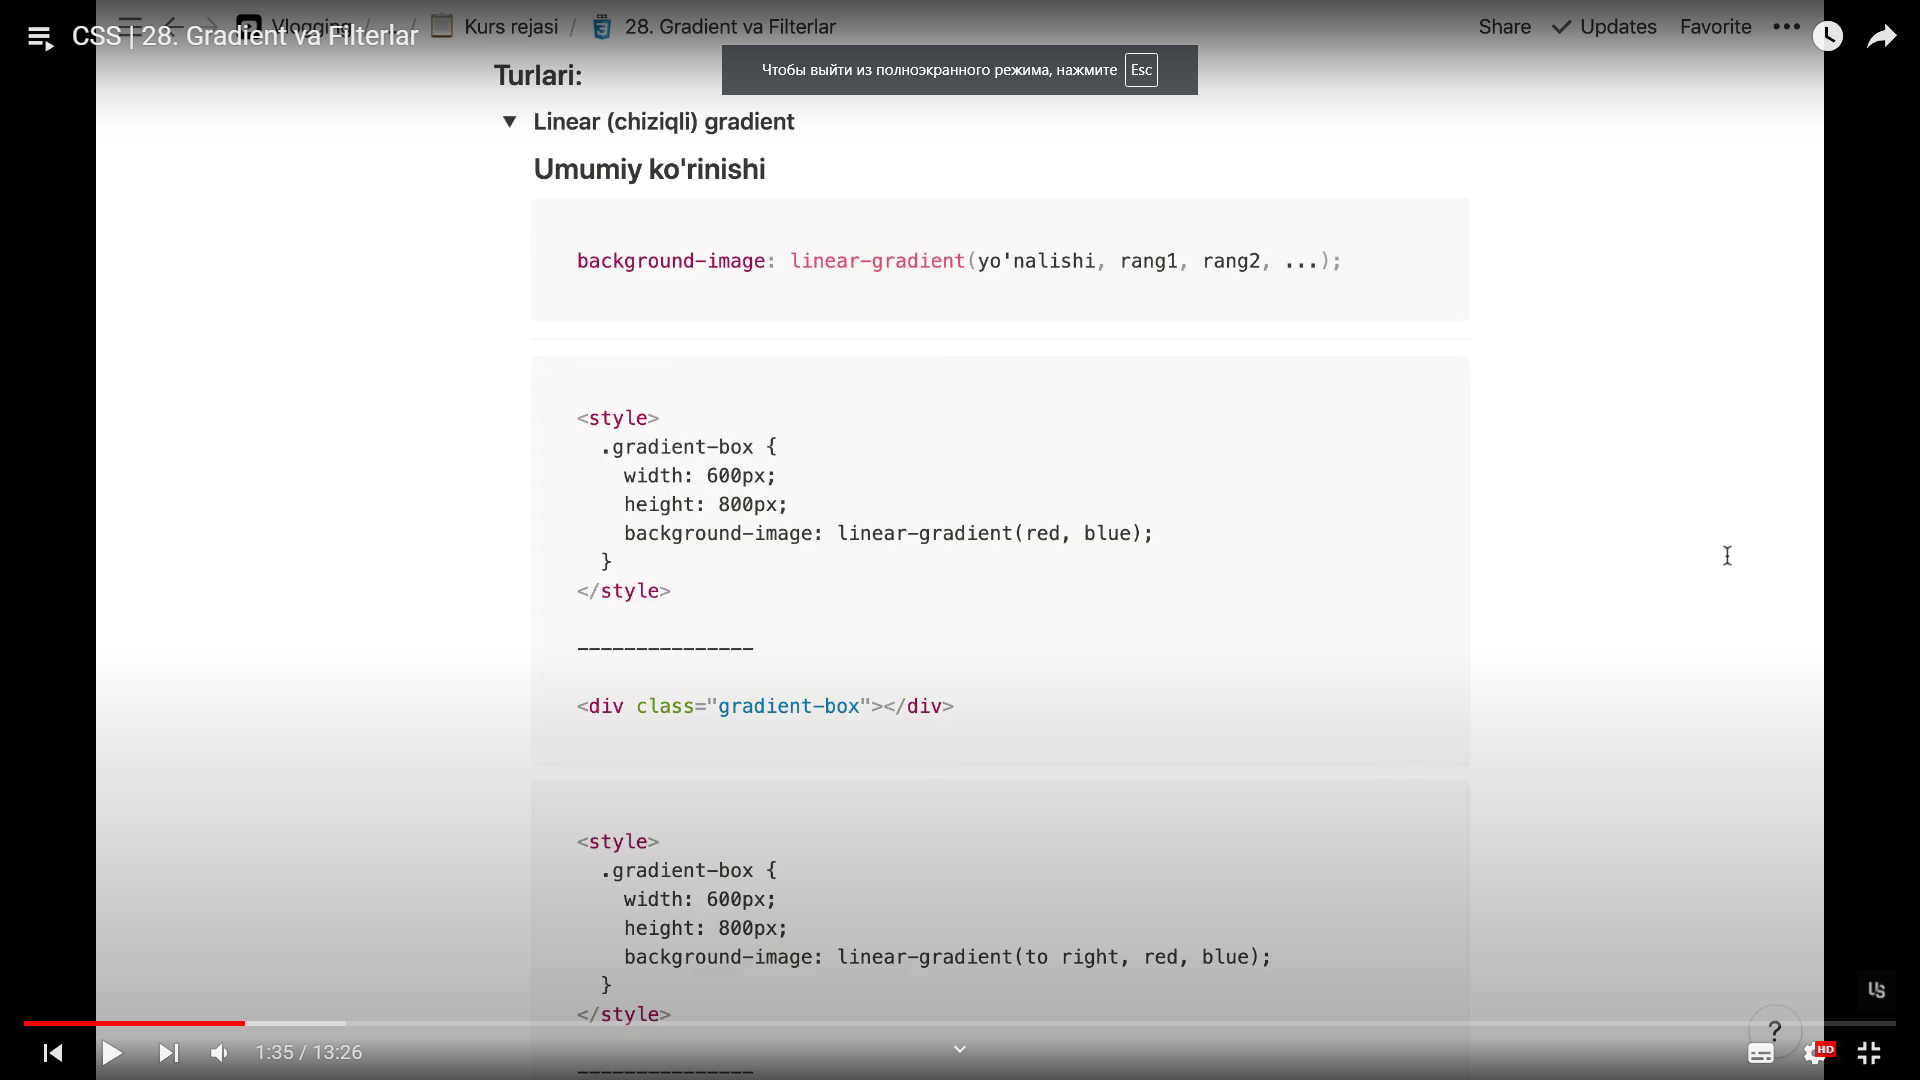 Vlogging / ... / Kurs rejasi / 28. Gradient va Filterlar
Share Updates Favorite
CSS | 28. Gradient va Filterlar
Чтобы выйти из полноэкранного режима, нажмите Esc
Turlari:
Linear (chiziqli) gradient
Umumiy ko'rinishi
background-image: linear-gradient(yo'nalishi, rang1, rang2, ...);
<style>
.gradient-box {
width: 600px;
height: 800px;
background-image: linear-gradient(red, blue);
}
</style>
---------------
<div class="gradient-box"></div>
<style>
.gradient-box {
width: 600px;
height: 800px;
background-image: linear-gradient(to right, red, blue);
}
</style>
---------------
?
1:35 / 13:26
HD